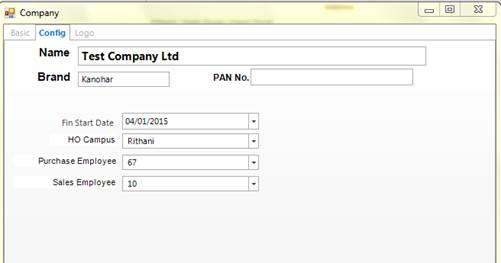 Company
Basic Config Logo
Name Test Company Ltd
Brand Kanohar PAN No.
Fin Start Date 04/01/2015
HO Campus Rithani
Purchase Employee 67
Sales Employee 10